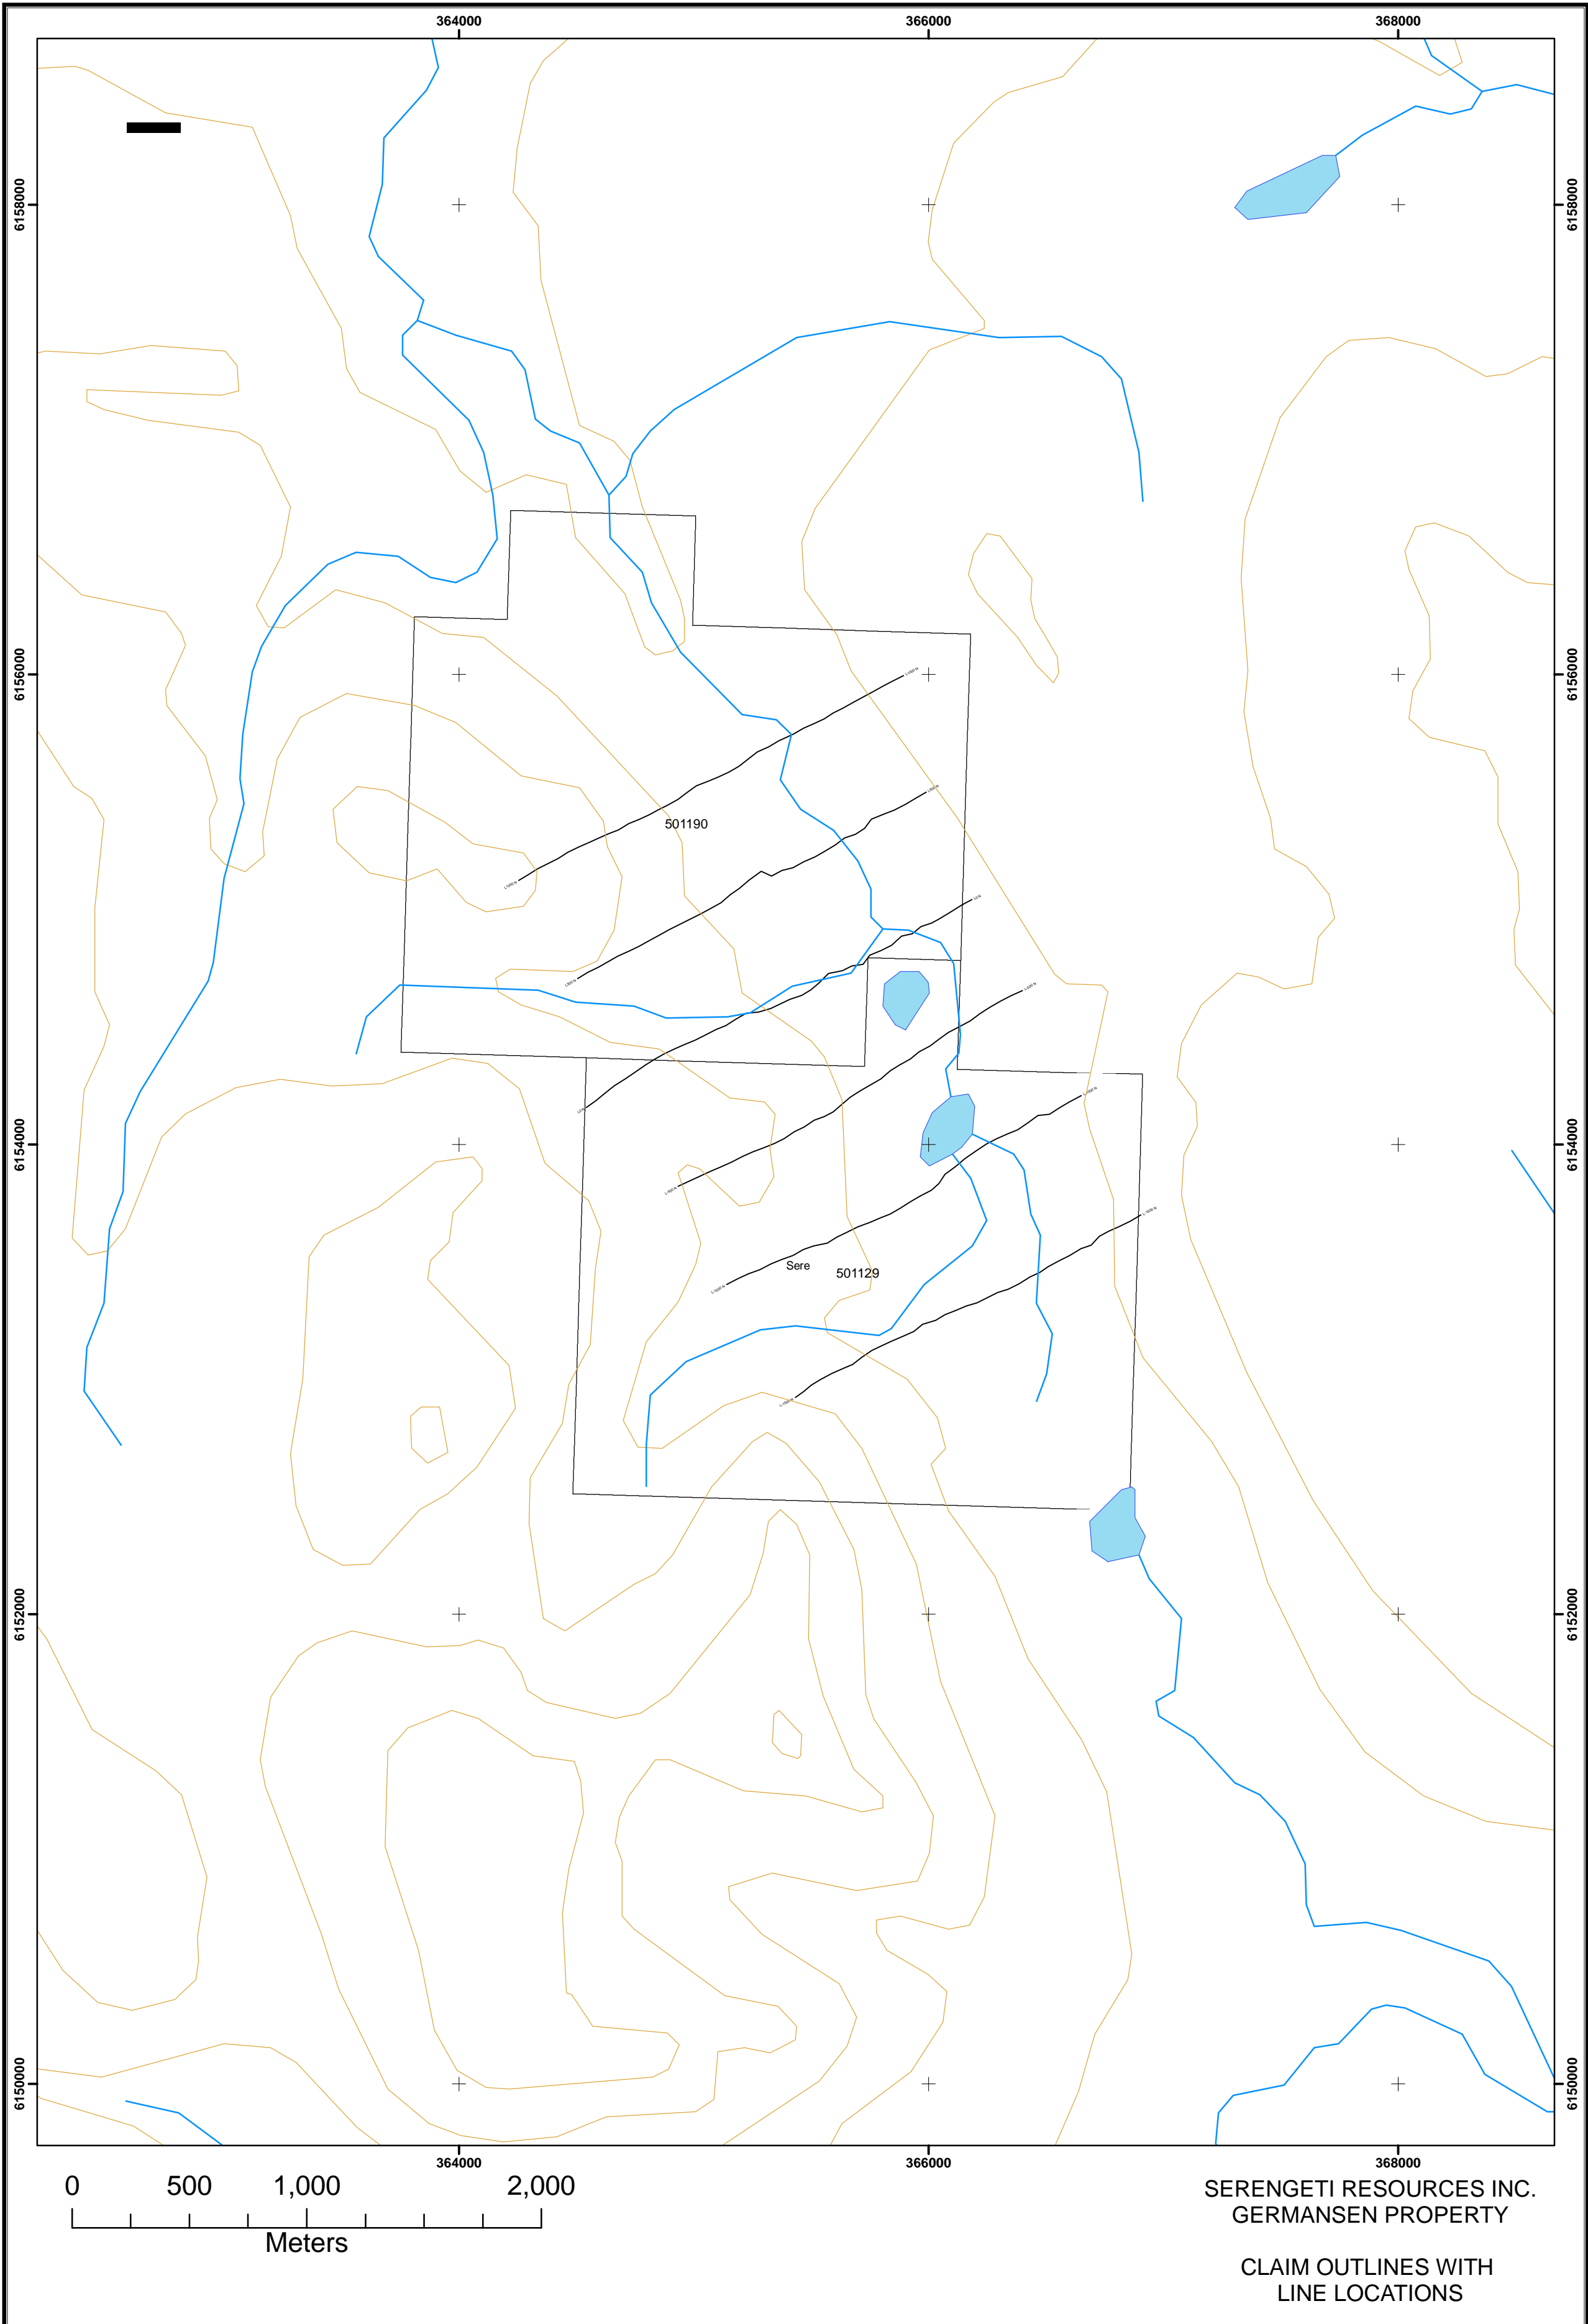 364000
366000
368000
6158000
6158000
6156000
6156000
501190
6154000
6154000
Sere
501129
6152000
6152000
6150000
6150000
364000
366000
368000
0 500 1,000 2,000
Meters
SERENGETI RESOURCES INC.
GERMANSEN PROPERTY
CLAIM OUTLINES WITH
LINE LOCATIONS